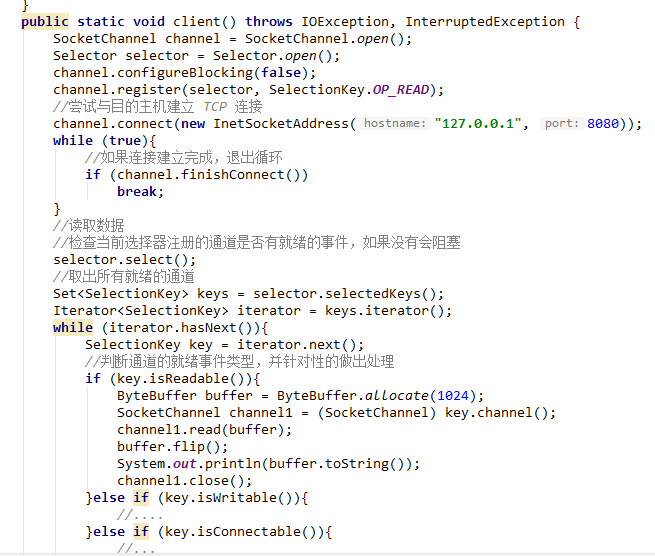 }
public static void client() throws IOException, InterruptedException {
    SocketChannel channel = SocketChannel.open();
    Selector selector = Selector.open();
    channel.configureBlocking(false);
    channel.register(selector, SelectionKey.OP_READ);
    //尝试与目的主机建立 TCP 连接
    channel.connect(new InetSocketAddress( hostname: "127.0.0.1", port: 8080));
    while (true){
        //如果连接建立完成，退出循环
        if (channel.finishConnect())
            break;
    }
    //读取数据
    //检查当前选择器注册的通道是否有就绪的事件，如果没有会阻塞
    selector.select();
    //取出所有就绪的通道
    Set<SelectionKey> keys = selector.selectedKeys();
    Iterator<SelectionKey> iterator = keys.iterator();
    while (iterator.hasNext()){
        SelectionKey key = iterator.next();
        //判断通道的就绪事件类型，并针对性的做出处理
        if (key.isReadable()){
            ByteBuffer buffer = ByteBuffer.allocate(1024);
            SocketChannel channel1 = (SocketChannel) key.channel();
            channel1.read(buffer);
            buffer.flip();
            System.out.println(buffer.toString());
            channel1.close();
        }else if (key.isWritable()){
            //....
        }else if (key.isConnectable()){
            //...